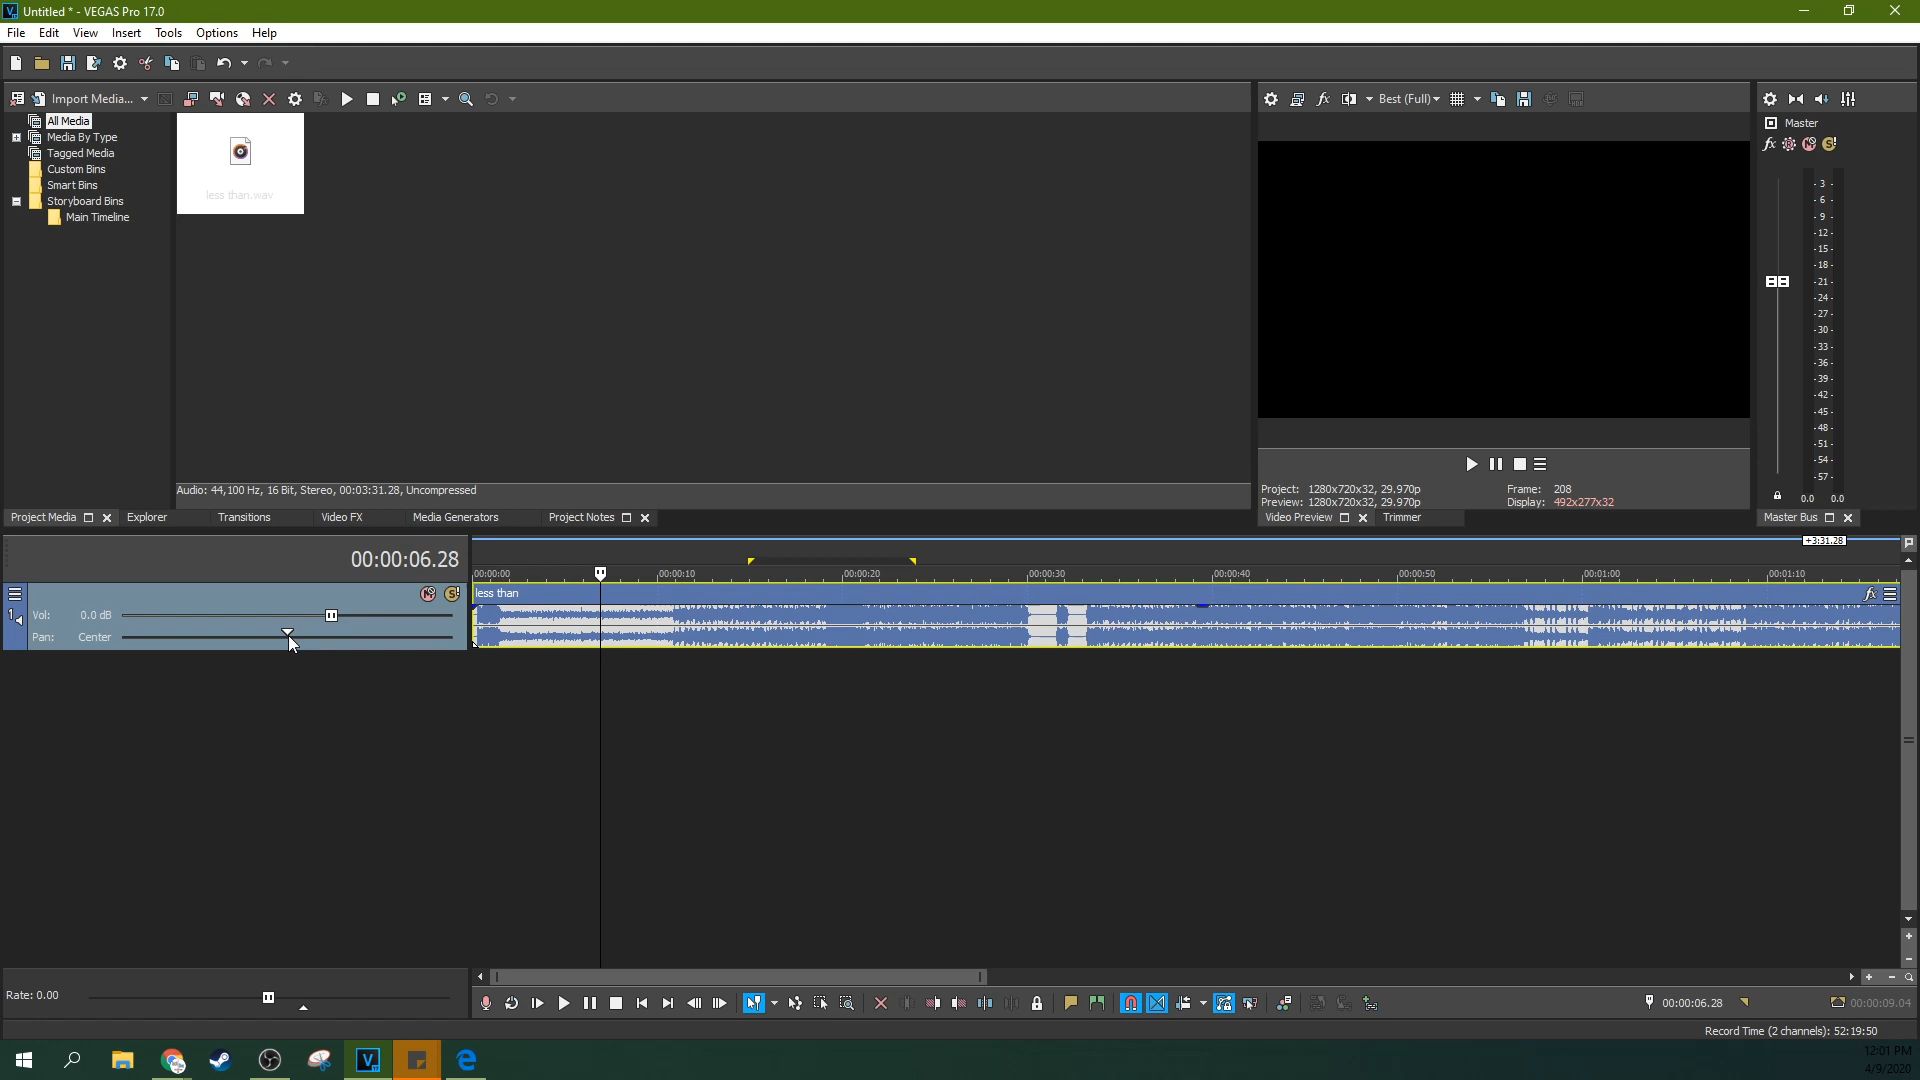 Untitled * - VEGAS Pro 17.0
File Edit View Insert Tools Options Help
Import Media...
Best (Full)
All Media
Media By Type
Tagged Media
Custom Bins
Smart Bins
Storyboard Bins
Main Timeline
less than.wav
Audio: 44,100 Hz, 16 Bit, Stereo, 00:03:31.28, Uncompressed
Project Media Explorer Transitions Video FX Media Generators Project Notes
Project: 1280x720x32, 29.970p Frame: 208
Preview: 1280x720x32, 29.970p Display: 492x277x32
Video Preview Trimmer
Master
- 3 -
- 6 -
- 9 -
-12-
-15-
-18-
-21-
-24-
-27-
-30-
-33-
-36-
-39-
-42-
-45-
-48-
-51-
-54-
-57-
0.0 0.0
Master Bus
+3:31.28
00:00:06.28
00:00:00 00:00:10 00:00:20 00:00:30 00:00:40 00:00:50 00:01:00 00:01:10
1
Vol: 0.0 dB
Pan: Center
less than
fx
Rate: 0.00
00:00:06.28
00:00:09.04
Record Time (2 channels): 52:19:50
12:01 PM
4/9/2020